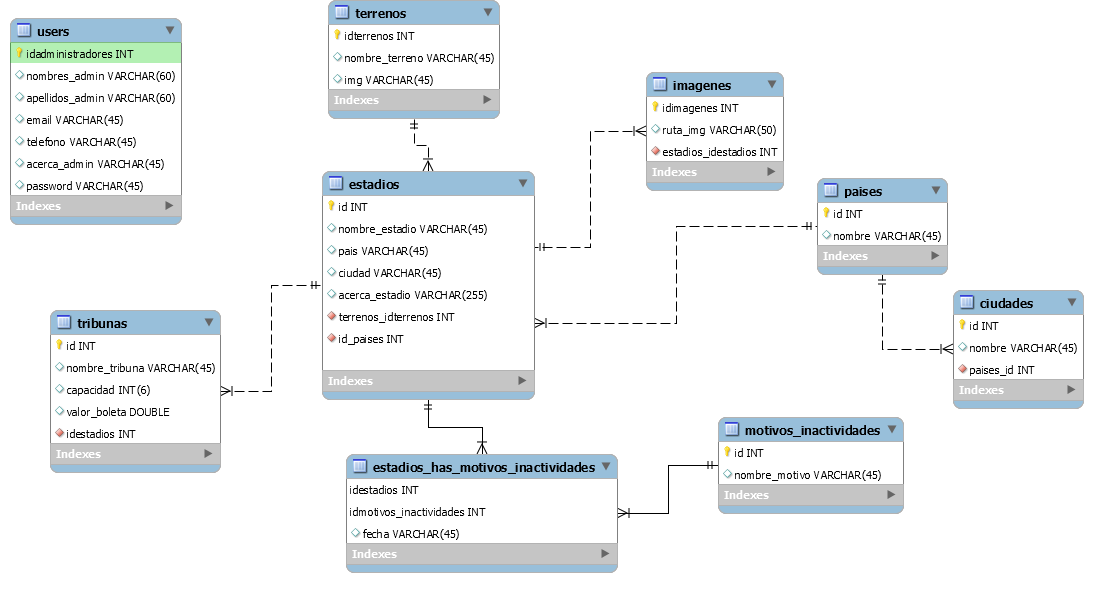 users
idadministradores INT
nombres_admin VARCHAR(60)
apellidos_admin VARCHAR(60)
email VARCHAR(45)
telefono VARCHAR(45)
acerca_admin VARCHAR(45)
password VARCHAR(45)
Indexes
terrenos
idterrenos INT
nombre_terreno VARCHAR(45)
img VARCHAR(45)
Indexes
imagenes
idimagenes INT
ruta_img VARCHAR(50)
estadios_idestadios INT
Indexes
estadios
id INT
nombre_estadio VARCHAR(45)
pais VARCHAR(45)
ciudad VARCHAR(45)
acerca_estadio VARCHAR(255)
terrenos_idterrenos INT
id_paises INT
Indexes
paises
id INT
nombre VARCHAR(45)
Indexes
ciudades
id INT
nombre VARCHAR(45)
paises_id INT
Indexes
tribunas
id INT
nombre_tribuna VARCHAR(45)
capacidad INT(6)
valor_boleta DOUBLE
idestadios INT
Indexes
estadios_has_motivos_inactividades
idestadios INT
idmotivos_inactividades INT
fecha VARCHAR(45)
Indexes
motivos_inactividades
id INT
nombre_motivo VARCHAR(45)
Indexes